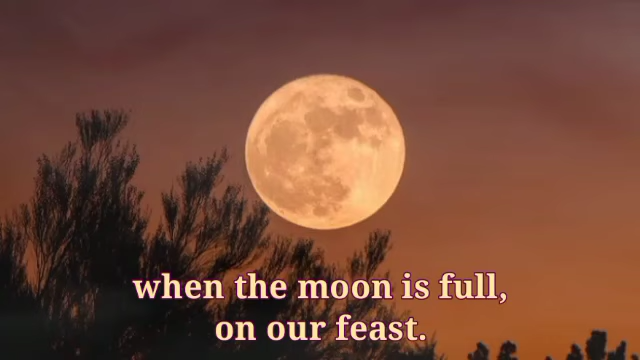 when the moon is full,
on our feast.